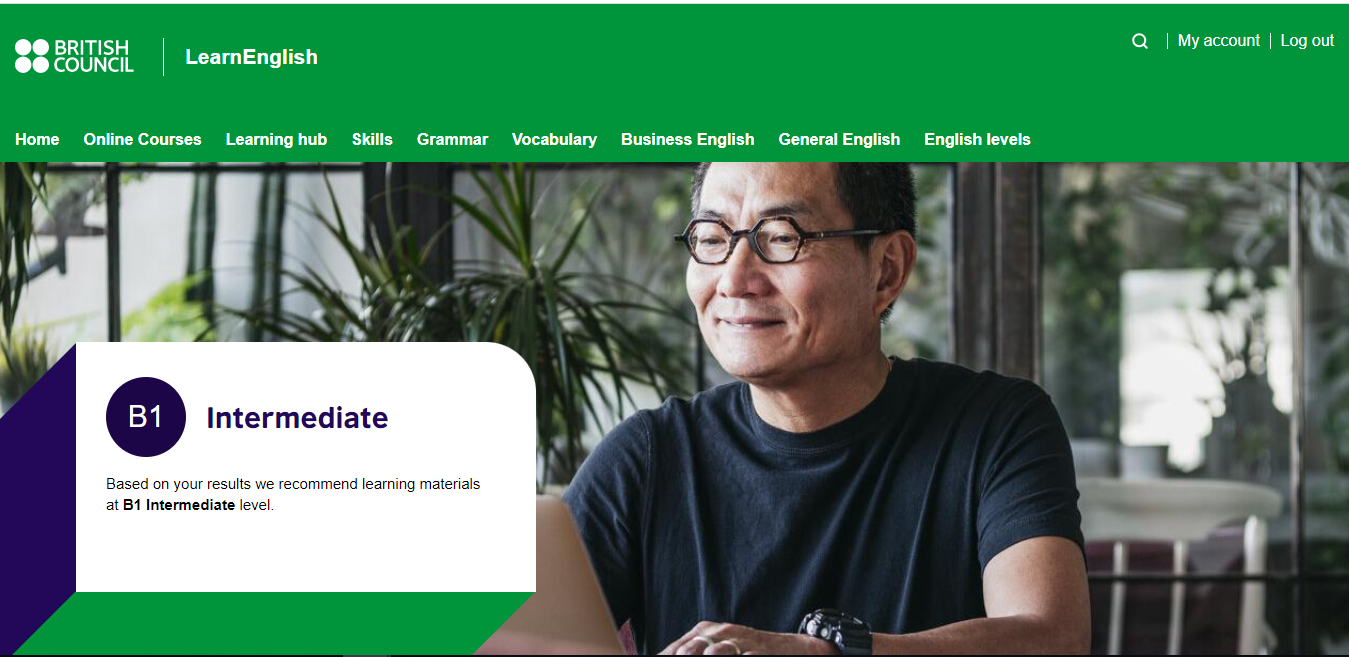 BRITISH
COUNCIL
LearnEnglish
My account
Log out
Home Online Courses Learning hub Skills Grammar Vocabulary Business English General English English levels
B1 Intermediate
Based on your results we recommend learning materials
at B1 Intermediate level.